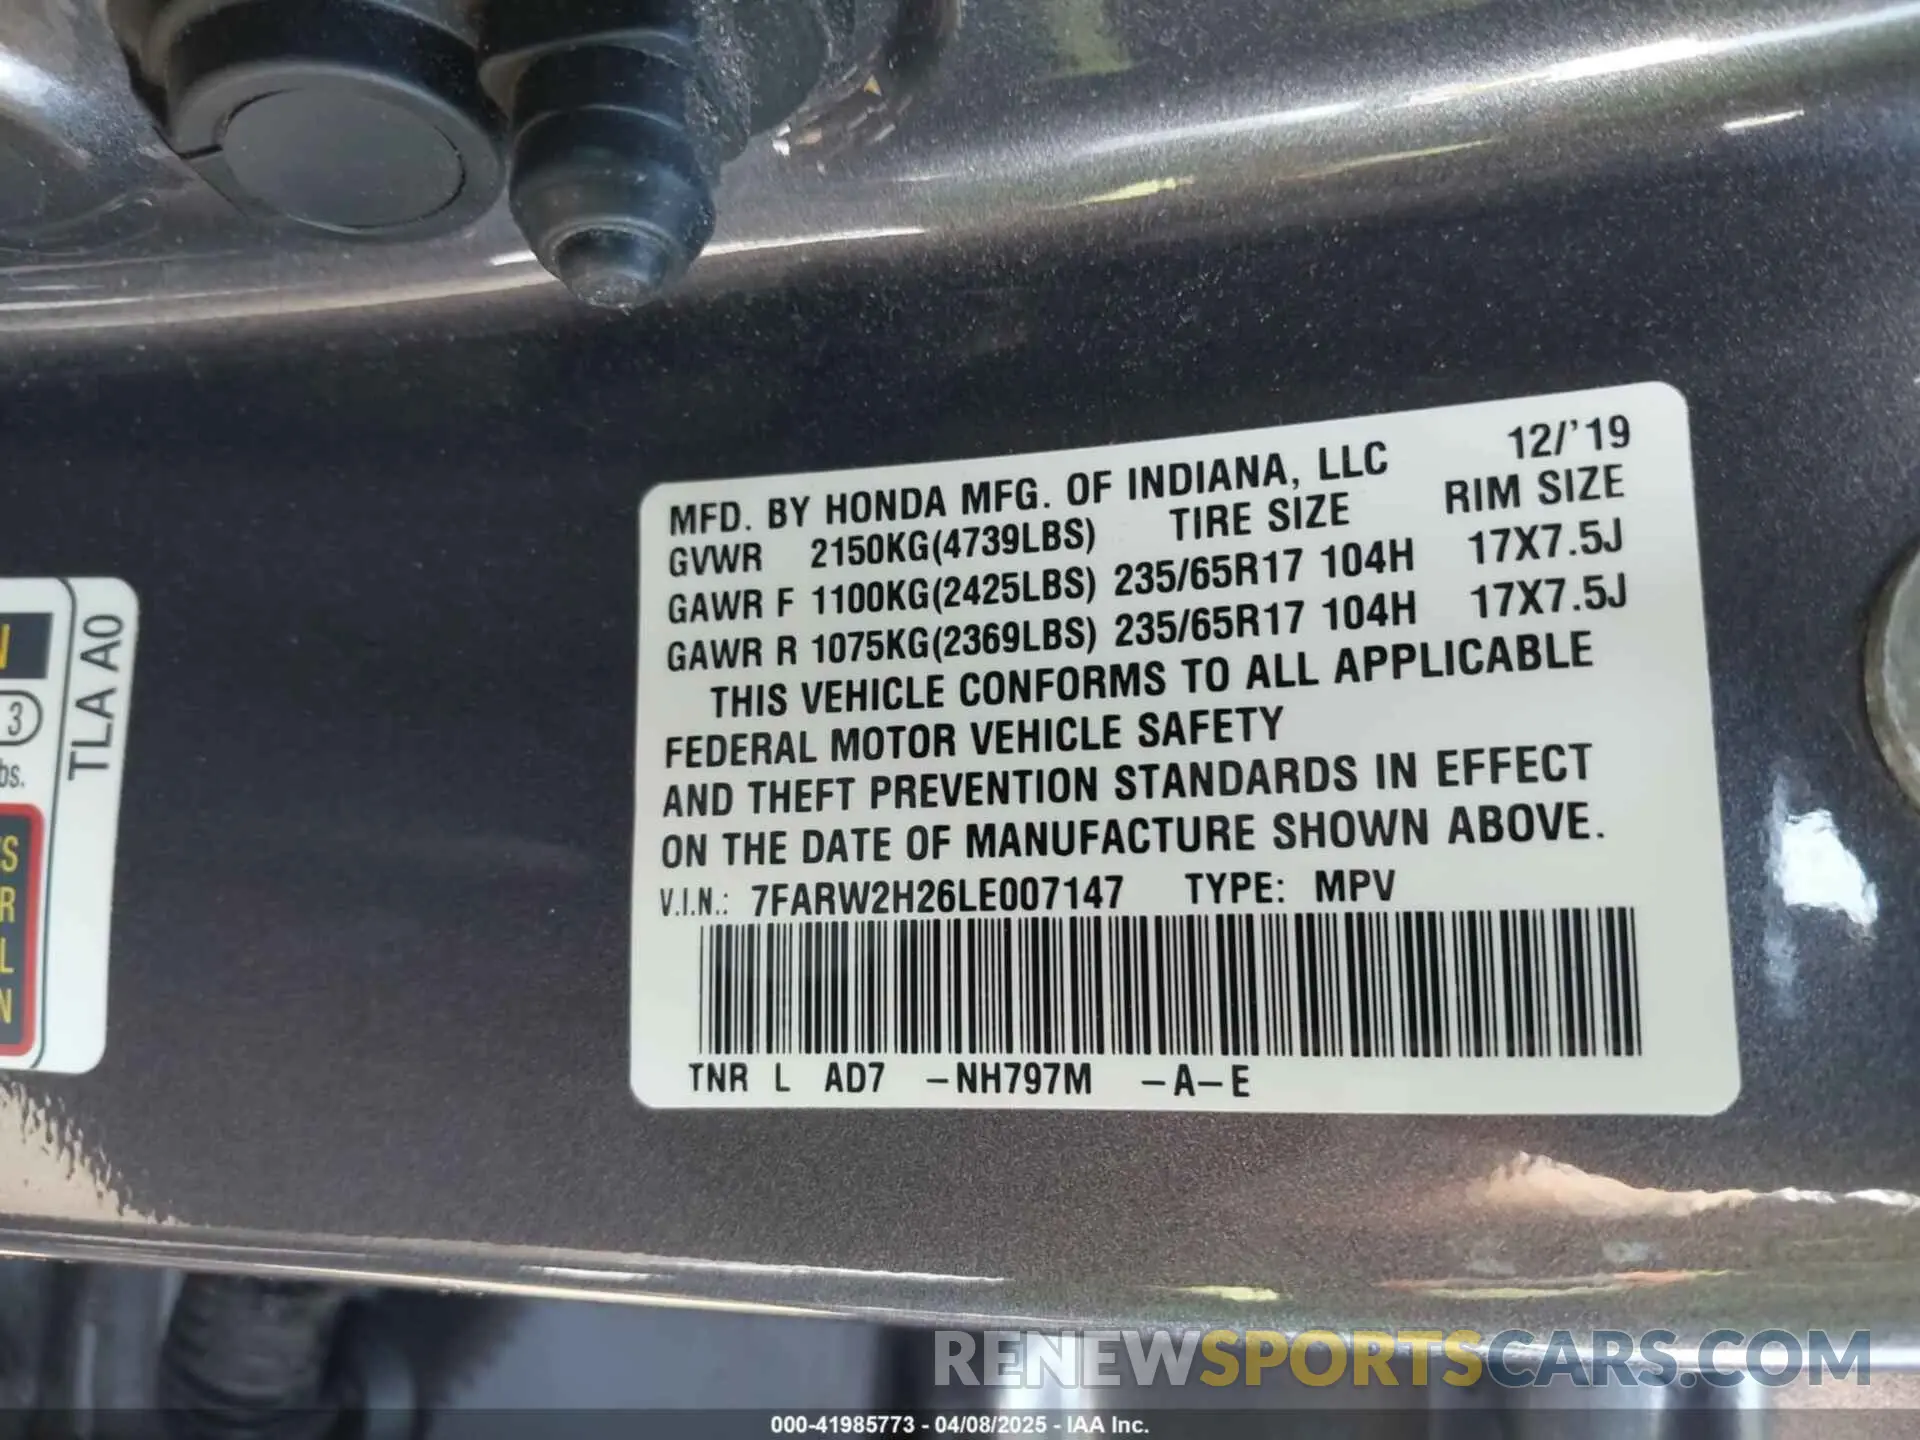 MFD. BY HONDA MFG. OF INDIANA, LLC 12/'19
GVWR 2150KG(4739LBS) TIRE SIZE RIM SIZE
GAWR F 1100KG(2425LBS) 235/65R17 104H 17X7.5J
GAWR R 1075KG(2369LBS) 235/65R17 104H 17X7.5J
THIS VEHICLE CONFORMS TO ALL APPLICABLE
FEDERAL MOTOR VEHICLE SAFETY
AND THEFT PREVENTION STANDARDS IN EFFECT
ON THE DATE OF MANUFACTURE SHOWN ABOVE.
V.I.N.: 7FARW2H26LE007147 TYPE: MPV
TNR L AD7 -NH797M -A-E
TLA A0
3
RENEWSPORTSCARS.COM
000-41985773 - 04/08/2025 - IAA Inc.